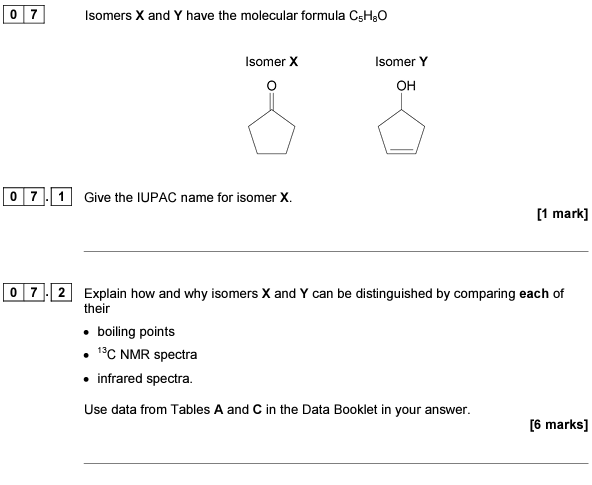 0 7 Isomers X and Y have the molecular formula C₅H₈O
Isomer X Isomer Y
O OH
0 7 . 1 Give the IUPAC name for isomer X.
[1 mark]
0 7 . 2 Explain how and why isomers X and Y can be distinguished by comparing each of
their
• boiling points
• ¹³C NMR spectra
• infrared spectra.
Use data from Tables A and C in the Data Booklet in your answer.
[6 marks]